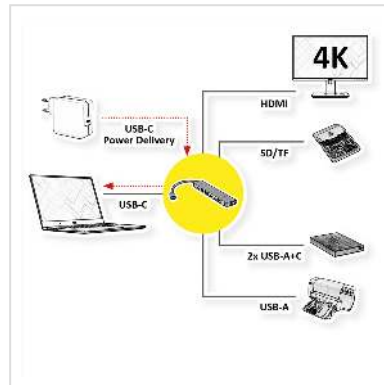 4K
HDMI
USB-C
Power Delivery
SD/TF
USB-C
2x USB-A+C
USB-A